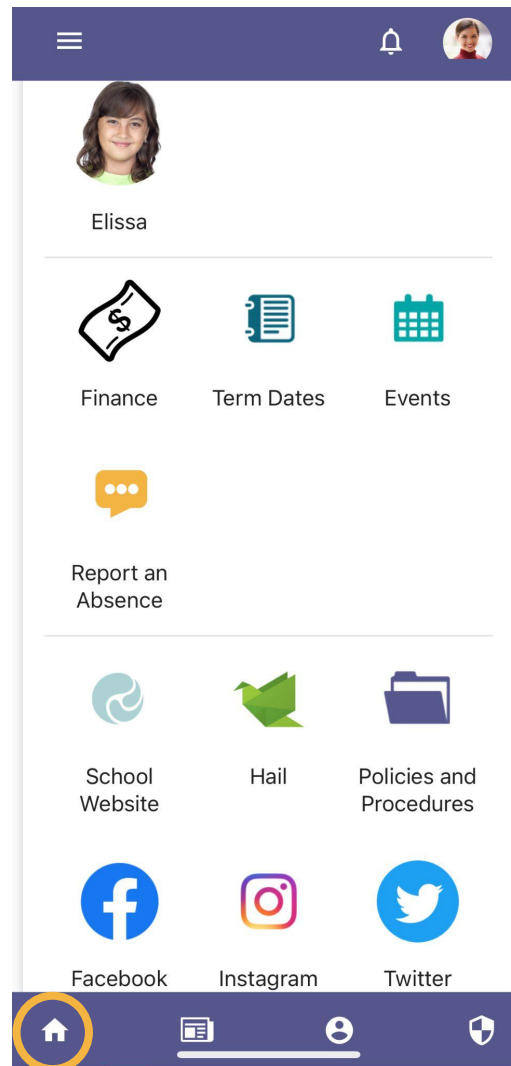 Elissa
Finance
Term Dates
Events
Report an
Absence
School
Website
Hail
Policies and
Procedures
Facebook
Instagram
Twitter